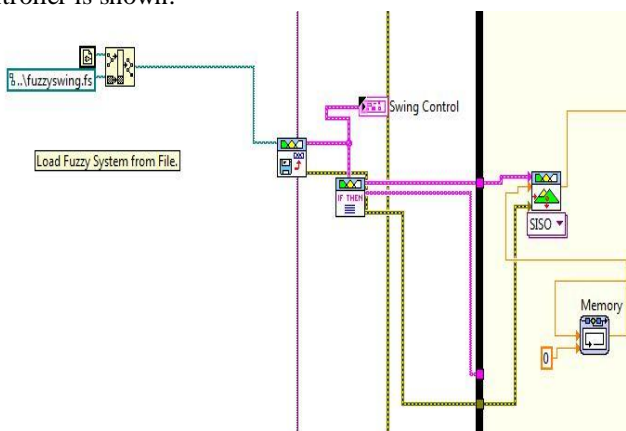 troller is shown:
..\fuzzyswing.fs
Swing Control
Load Fuzzy System from File.
IF THEN
SISO
Memory
0